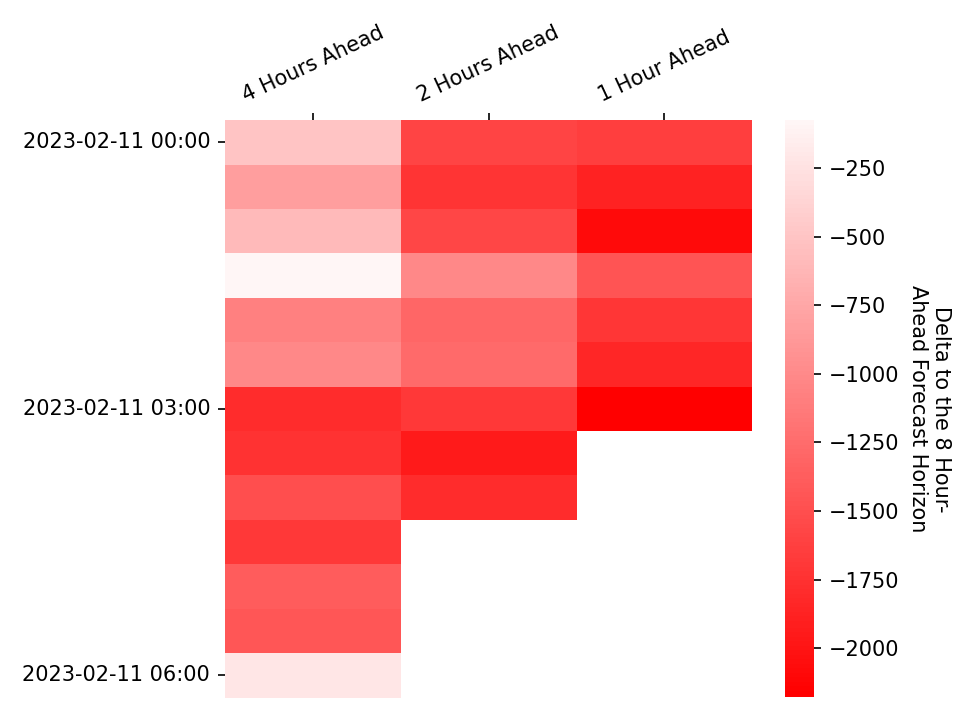 4 Hours Ahead
2 Hours Ahead
1 Hour Ahead
2023-02-11 00:00
2023-02-11 03:00
2023-02-11 06:00
−250
−500
−750
−1000
−1250
−1500
−1750
−2000
Delta to the 8 Hour-
Ahead Forecast Horizon